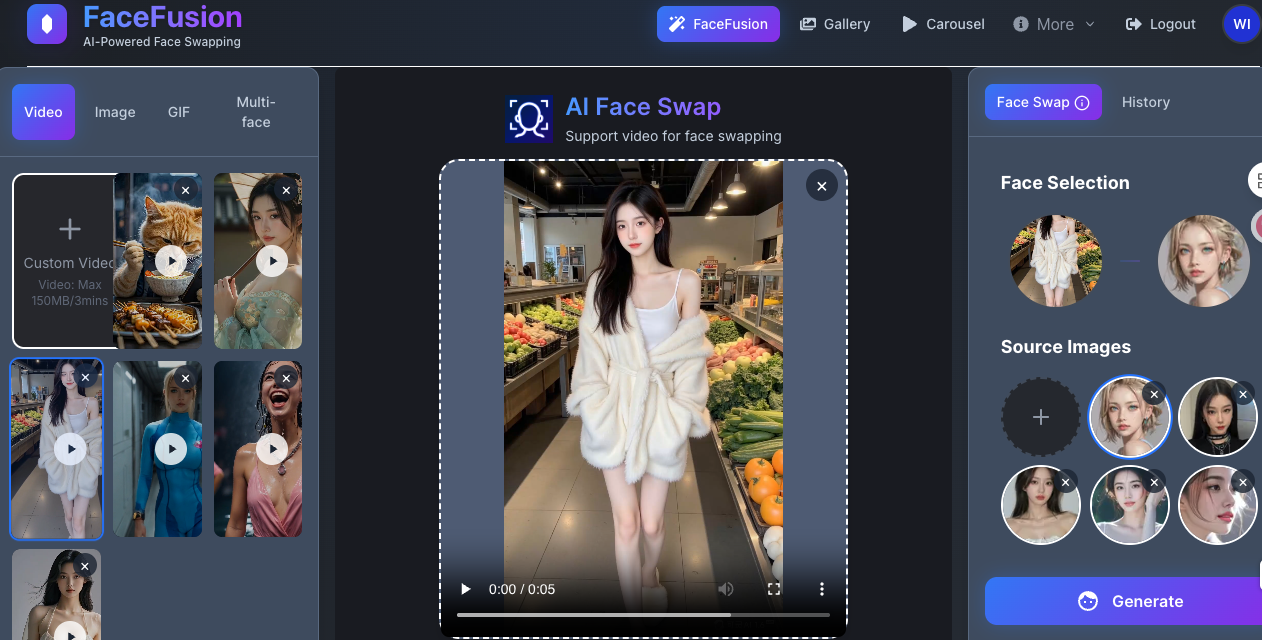 FaceFusion
AI-Powered Face Swapping
FaceFusion
Gallery
Carousel
More
Logout
WI
Video
Image
GIF
Multi-
face
Custom Video
Video: Max
150MB/3mins
AI Face Swap
Support video for face swapping
0:00 / 0:05
Face Swap
History
Face Selection
Source Images
Generate